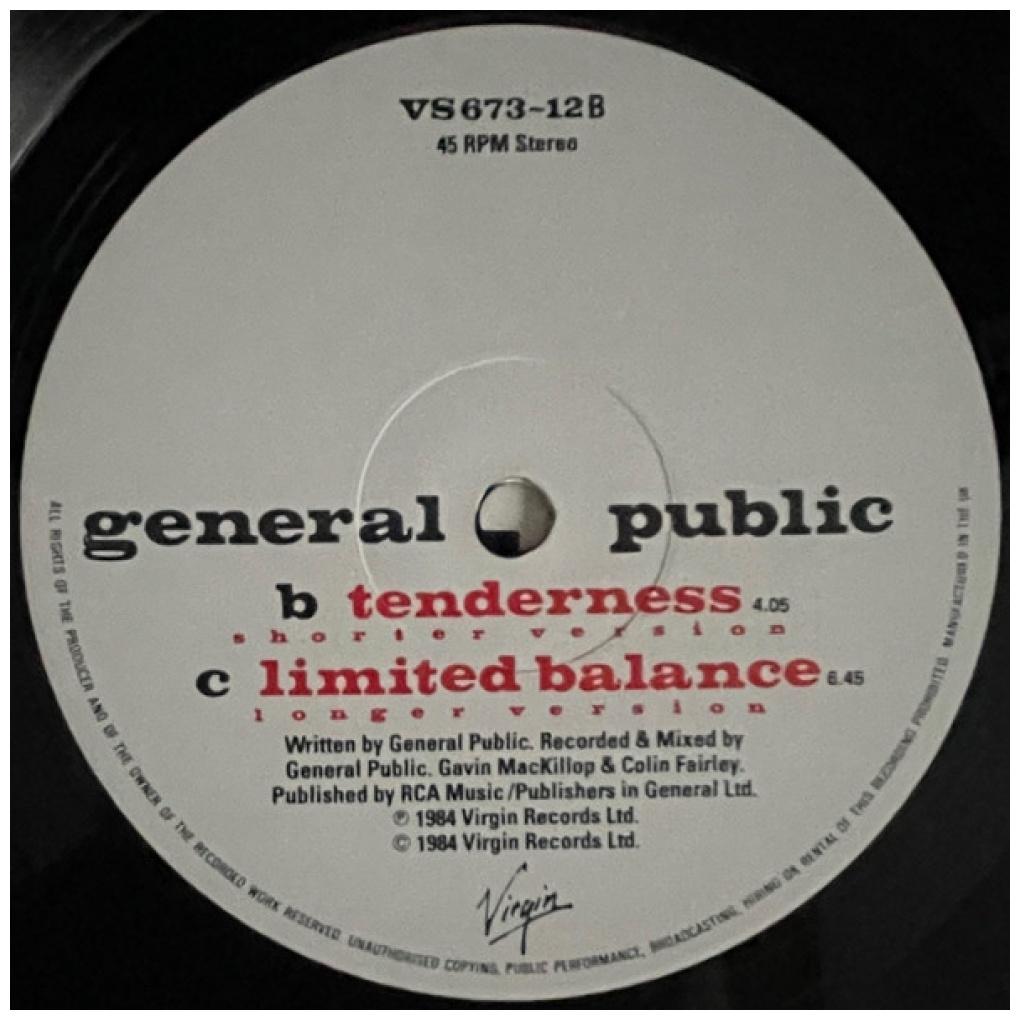 VS 673-12 B
45 RPM Stereo
general public
b tenderness 4.05
shorter version
c limited balance 6.45
longer version
Written by General Public. Recorded & Mixed by
General Public. Gavin MacKillop & Colin Fairley.
Published by RCA Music/Publishers in General Ltd.
℗ 1984 Virgin Records Ltd.
© 1984 Virgin Records Ltd.
Virgin
ALL RIGHTS OF THE PRODUCER AND OF THE OWNER OF THE RECORDED WORK RESERVED. UNAUTHORISED COPYING, PUBLIC PERFORMANCE, BROADCASTING, HIRING OR RENTAL OF THIS RECORDING PROHIBITED. MANUFACTURED IN THE UK